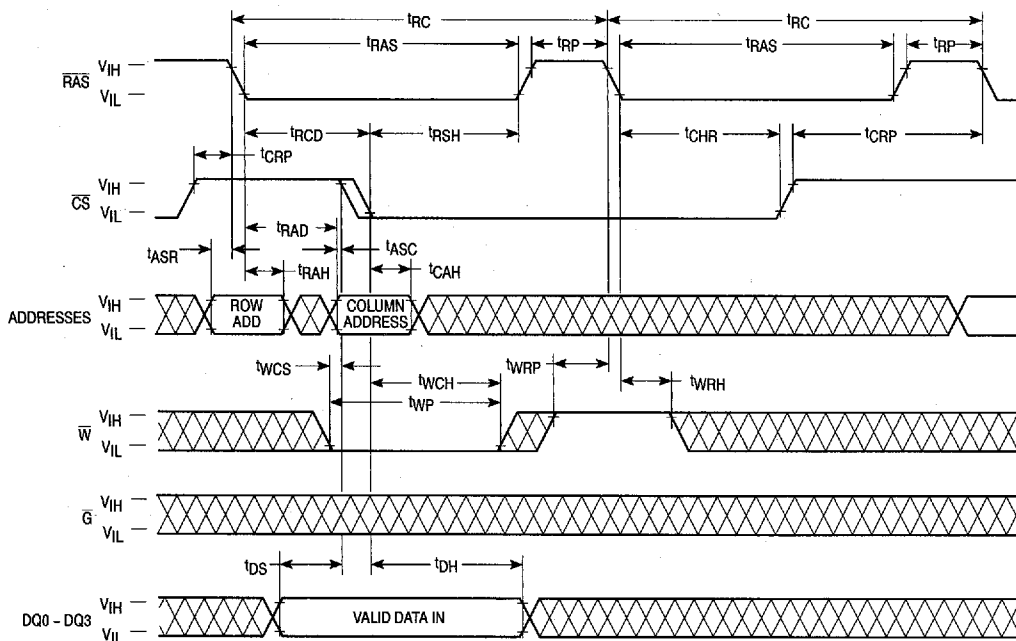 tRC tRC
tRAS tRP tRAS tRP
RAS VIH
VIL
tRCD tRSH tCHR tCRP
tCRP
CS VIH
VIL
tRAD
tASR tASC
tRAH tCAH
ADDRESSES VIH
VIL
ROW ADD
COLUMN ADDRESS
tWCS tWCH tWRP tWRH
tWP
W VIH
VIL
G VIH
VIL
tDS tDH
DQ0 – DQ3 VIH
VIL
VALID DATA IN